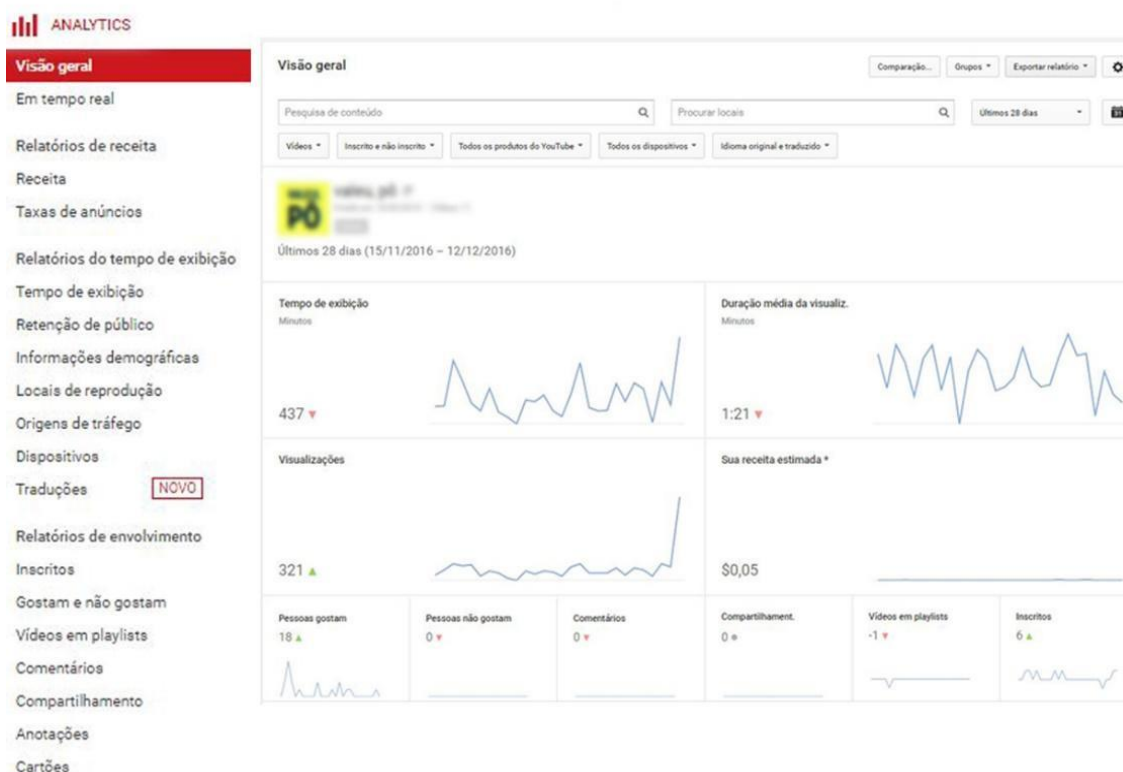 ANALYTICS
Visão geral
Em tempo real
Relatórios de receita
Receita
Taxas de anúncios
Relatórios do tempo de exibição
Tempo de exibição
Retenção de público
Informações demográficas
Locais de reprodução
Origens de tráfego
Dispositivos
Traduções NOVO
Relatórios de envolvimento
Inscritos
Gostam e não gostam
Vídeos em playlists
Comentários
Compartilhamento
Anotações
Cartões
Visão geral
Comparação... Grupos Exportar relatório
Pesquisa de conteúdo Procurar locais Últimos 28 dias
Vídeos Inscrito e não inscrito Todos os produtos do YouTube Todos os dispositivos Idioma original e traduzido
PÔ
Últimos 28 dias (15/11/2016 – 12/12/2016)
Tempo de exibição
Minutos
437
Duração média da visualiz.
Minutos
1:21
Visualizações
321
Sua receita estimada *
$0,05
Pessoas gostam
18
Pessoas não gostam
0
Comentários
0
Compartilhament.
0
Vídeos em playlists
-1
Inscritos
6